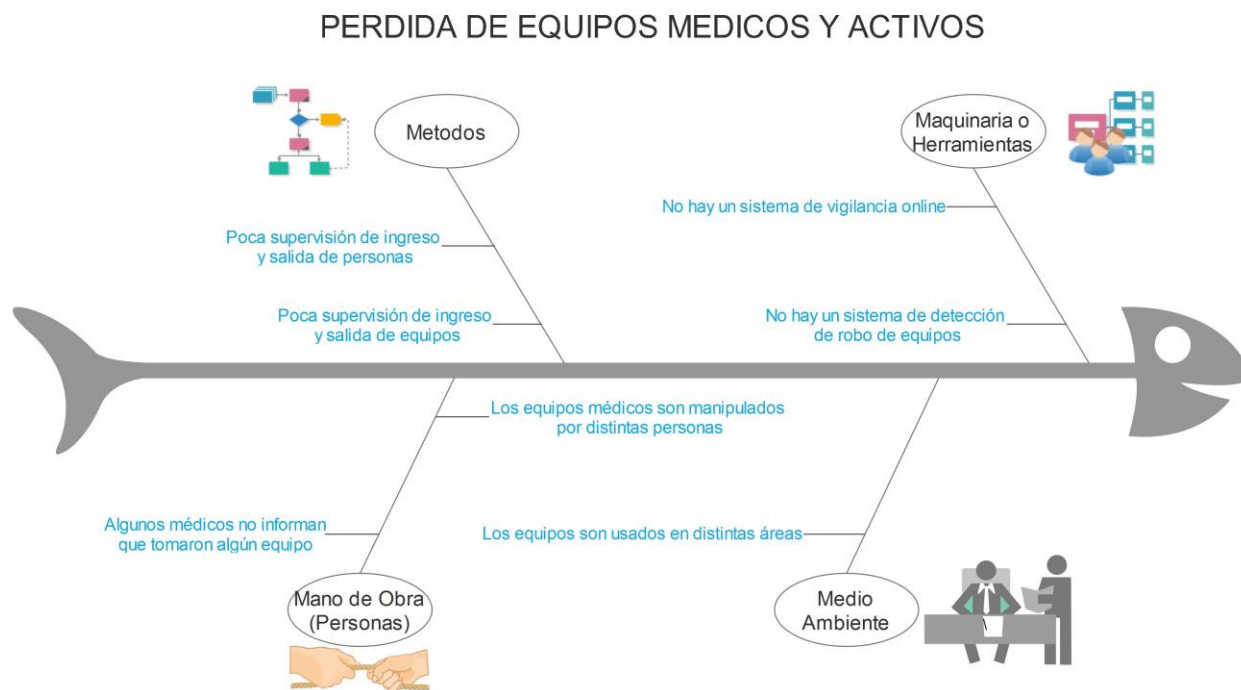 PERDIDA DE EQUIPOS MEDICOS Y ACTIVOS
Metodos
Maquinaria o
Herramientas
Poca supervisión de ingreso
y salida de personas
No hay un sistema de vigilancia online
Poca supervisión de ingreso
y salida de equipos
No hay un sistema de detección
de robo de equipos
Los equipos médicos son manipulados
por distintas personas
Algunos médicos no informan
que tomaron algún equipo
Los equipos son usados en distintas áreas
Mano de Obra
(Personas)
Medio
Ambiente